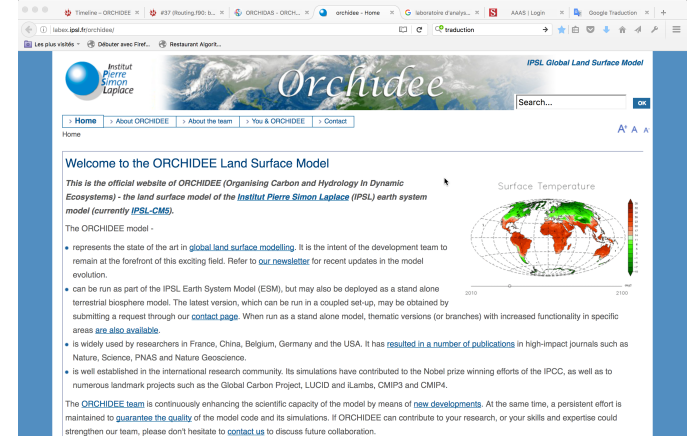 Timeline – ORCHIDEE
#37 (Routing.f90: b...
ORCHIDAS - ORCH...
orchidee - Home
laboratoire d'analys...
AAAS | Login
Google Traduction
labex.ipsl.fr/orchidee/
traduction
Les plus visités
Débuter avec Firef...
Restaurant Algorit...
Institut
Pierre
Simon
Laplace
Orchidee
IPSL Global Land Surface Model
Search...
OK
> Home > About ORCHIDEE > About the team > You & ORCHIDEE > Contact
Home
A+ A A-
Welcome to the ORCHIDEE Land Surface Model
This is the official website of ORCHIDEE (Organising Carbon and Hydrology In Dynamic
Ecosystems) - the land surface model of the Institut Pierre Simon Laplace (IPSL) earth system
model (currently IPSL-CM5).
The ORCHIDEE model -
represents the state of the art in global land surface modelling. It is the intent of the development team to
remain at the forefront of this exciting field. Refer to our newsletter for recent updates in the model
evolution.
can be run as part of the IPSL Earth System Model (ESM), but may also be deployed as a stand alone
terrestrial biosphere model. The latest version, which can be run in a coupled set-up, may be obtained by
submitting a request through our contact page. When run as a stand alone model, thematic versions (or branches) with increased functionality in specific
areas are also available.
is widely used by researchers in France, China, Belgium, Germany and the USA. It has resulted in a number of publications in high-impact journals such as
Nature, Science, PNAS and Nature Geoscience.
is well established in the international research community. Its simulations have contributed to the Nobel prize winning efforts of the IPCC, as well as to
numerous landmark projects such as the Global Carbon Project, LUCID and iLambs, CMIP3 and CMIP4.
Surface Temperature
2010
2100
The ORCHIDEE team is continuously enhancing the scientific capacity of the model by means of new developments. At the same time, a persistent effort is
maintained to guarantee the quality of the model code and its simulations. If ORCHIDEE can contribute to your research, or your skills and expertise could
strengthen our team, please don't hesitate to contact us to discuss future collaboration.